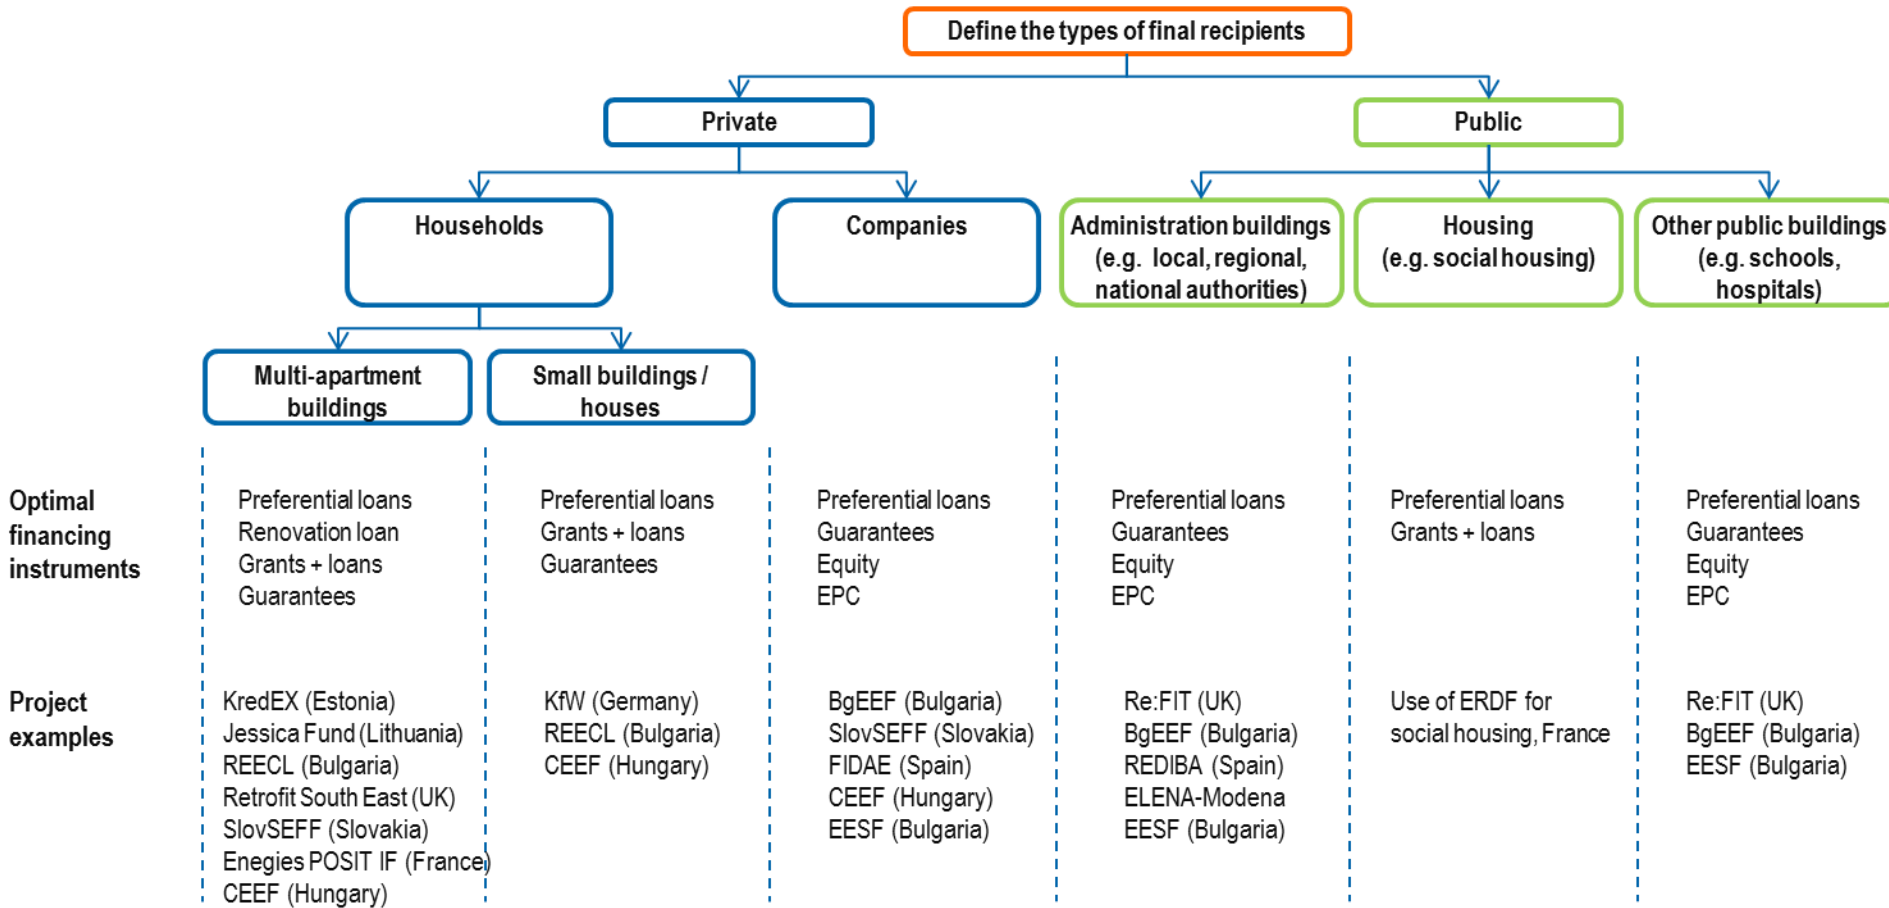 Define the types of final recipients
Private
Public
Households
Companies
Administration buildings
(e.g. local, regional,
national authorities)
Housing
(e.g. social housing)
Other public buildings
(e.g. schools,
hospitals)
Multi-apartment
buildings
Small buildings /
houses
Optimal
financing
instruments
Preferential loans
Renovation loan
Grants + loans
Guarantees
Preferential loans
Grants + loans
Guarantees
Preferential loans
Guarantees
Equity
EPC
Preferential loans
Guarantees
Equity
EPC
Preferential loans
Grants + loans
Preferential loans
Guarantees
Equity
EPC
Project
examples
KredEX (Estonia)
Jessica Fund (Lithuania)
REECL (Bulgaria)
Retrofit South East (UK)
SlovSEFF (Slovakia)
Enegies POSIT IF (France)
CEEF (Hungary)
KfW (Germany)
REECL (Bulgaria)
CEEF (Hungary)
BgEEF (Bulgaria)
SlovSEFF (Slovakia)
FIDAE (Spain)
CEEF (Hungary)
EESF (Bulgaria)
Re:FIT (UK)
BgEEF (Bulgaria)
REDIBA (Spain)
ELENA-Modena
EESF (Bulgaria)
Use of ERDF for
social housing, France
Re:FIT (UK)
BgEEF (Bulgaria)
EESF (Bulgaria)